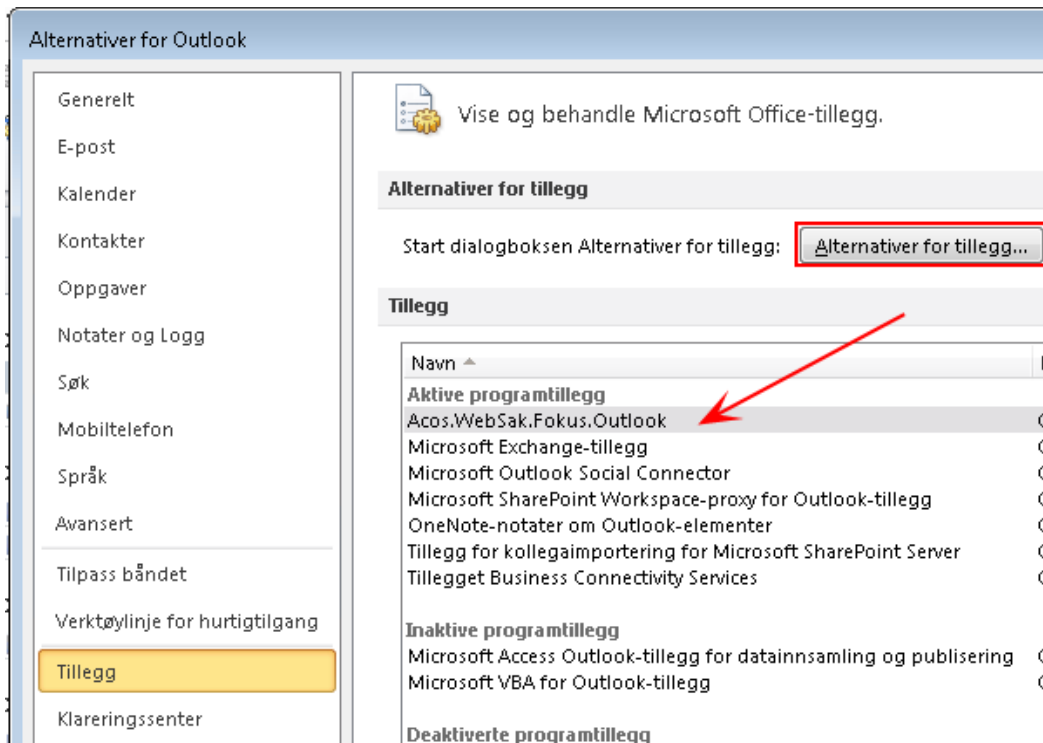 Alternativer for Outlook
Generelt
E-post
Kalender
Kontakter
Oppgaver
Notater og Logg
Søk
Mobiltelefon
Språk
Avansert
Tilpass båndet
Verktøylinje for hurtigtilgang
Tillegg
Klareringssenter
Vise og behandle Microsoft Office-tillegg.
Alternativer for tillegg
Start dialogboksen Alternativer for tillegg: Alternativer for tillegg...
Tillegg
Navn
Aktive programtillegg
Acos.WebSak.Fokus.Outlook
Microsoft Exchange-tillegg
Microsoft Outlook Social Connector
Microsoft SharePoint Workspace-proxy for Outlook-tillegg
OneNote-notater om Outlook-elementer
Tillegg for kollegaimportering for Microsoft SharePoint Server
Tillegget Business Connectivity Services
Inaktive programtillegg
Microsoft Access Outlook-tillegg for datainnsamling og publisering
Microsoft VBA for Outlook-tillegg
Deaktiverte programtillegg